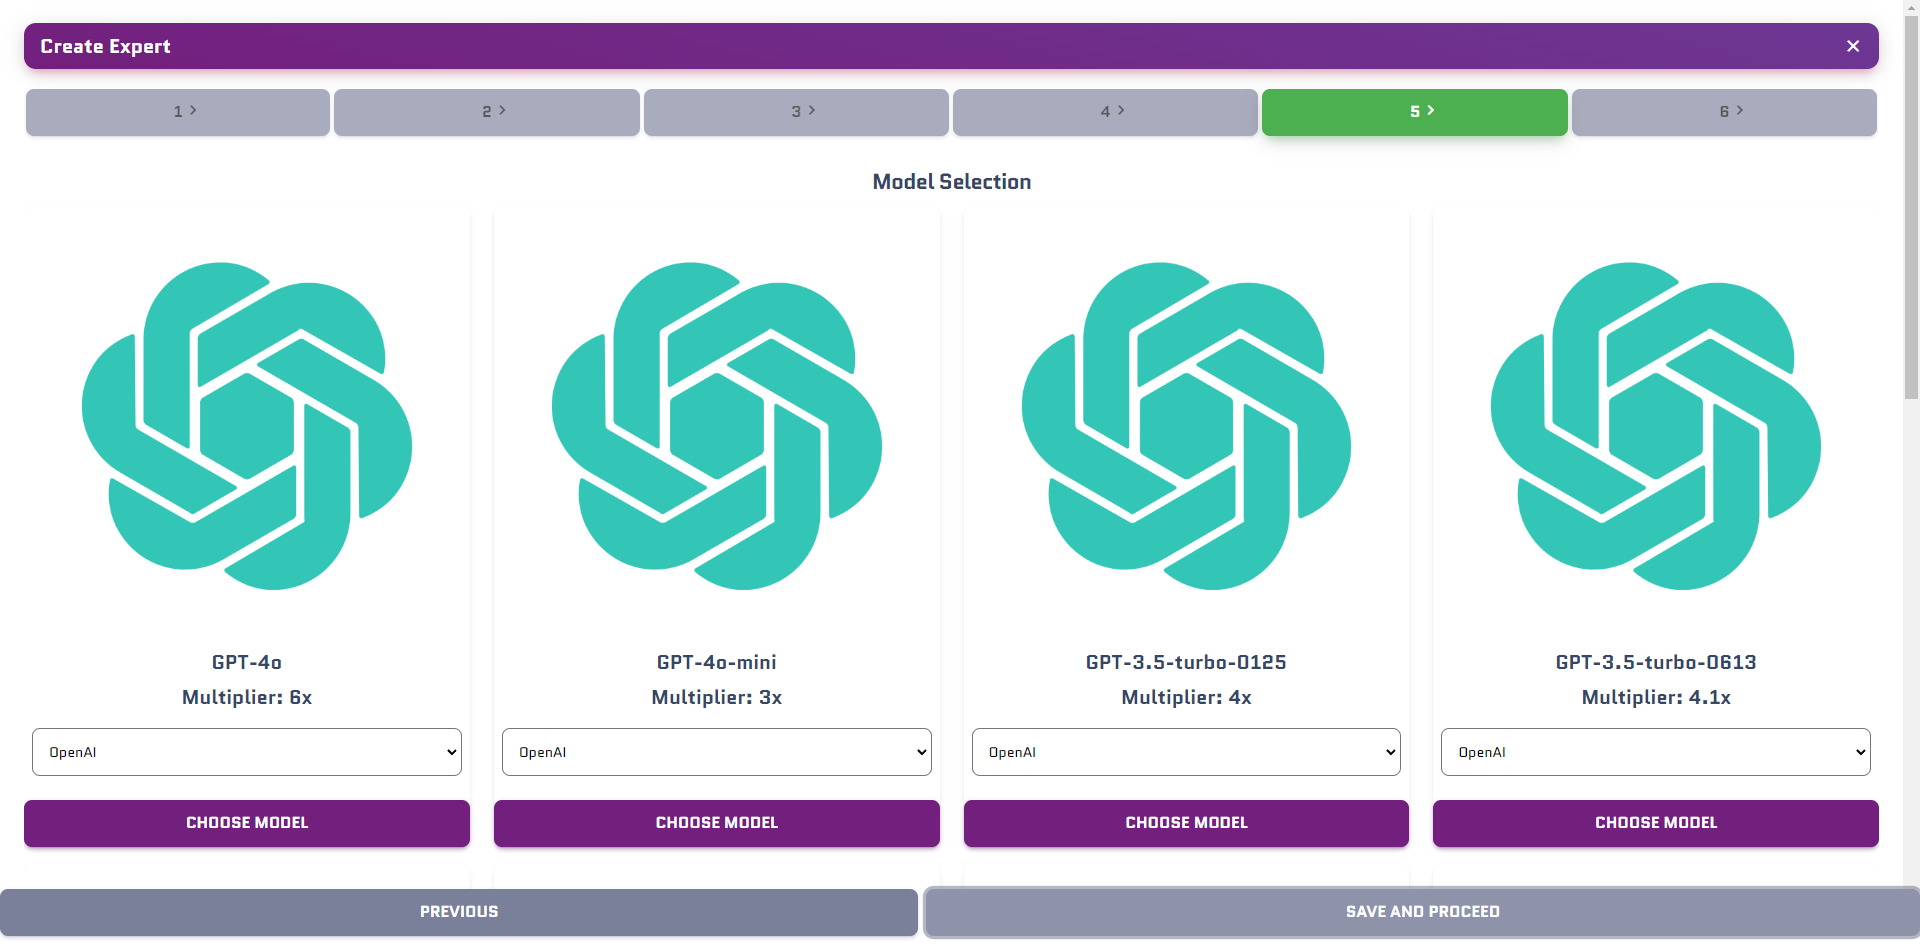 Create Expert
1
2
3
4
5
6
Model Selection
GPT-4o
Multiplier: 6x
OpenAI
CHOOSE MODEL
GPT-4o-mini
Multiplier: 3x
OpenAI
CHOOSE MODEL
GPT-3.5-turbo-0125
Multiplier: 4x
OpenAI
CHOOSE MODEL
GPT-3.5-turbo-0613
Multiplier: 4.1x
OpenAI
CHOOSE MODEL
PREVIOUS
SAVE AND PROCEED